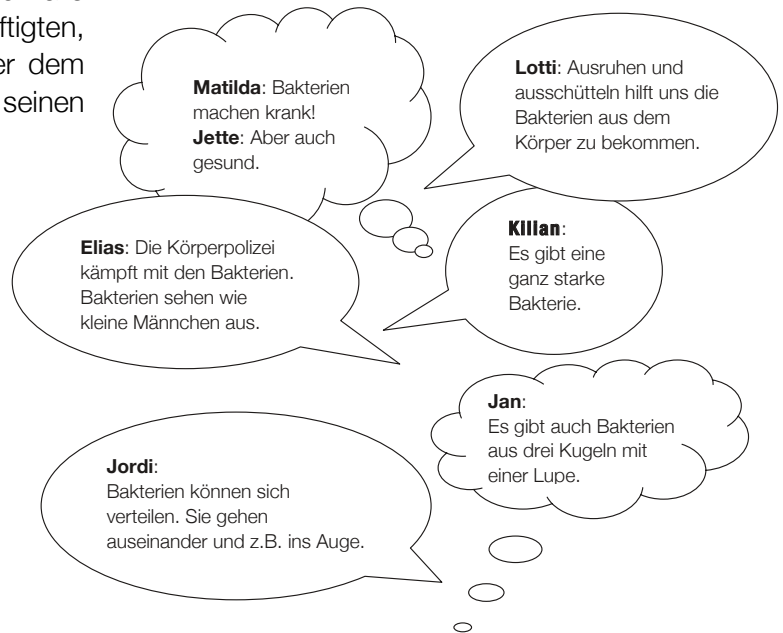 ftigten,
er dem
seinen
Matilda: Bakterien
machen krank!
Jette: Aber auch
gesund.
Lotti: Ausruhen und
ausschütteln hilft uns die
Bakterien aus dem
Körper zu bekommen.
Elias: Die Körperpolizei
kämpft mit den Bakterien.
Bakterien sehen wie
kleine Männchen aus.
Kilian:
Es gibt eine
ganz starke
Bakterie.
Jan:
Es gibt auch Bakterien
aus drei Kugeln mit
einer Lupe.
Jordi:
Bakterien können sich
verteilen. Sie gehen
auseinander und z.B. ins Auge.